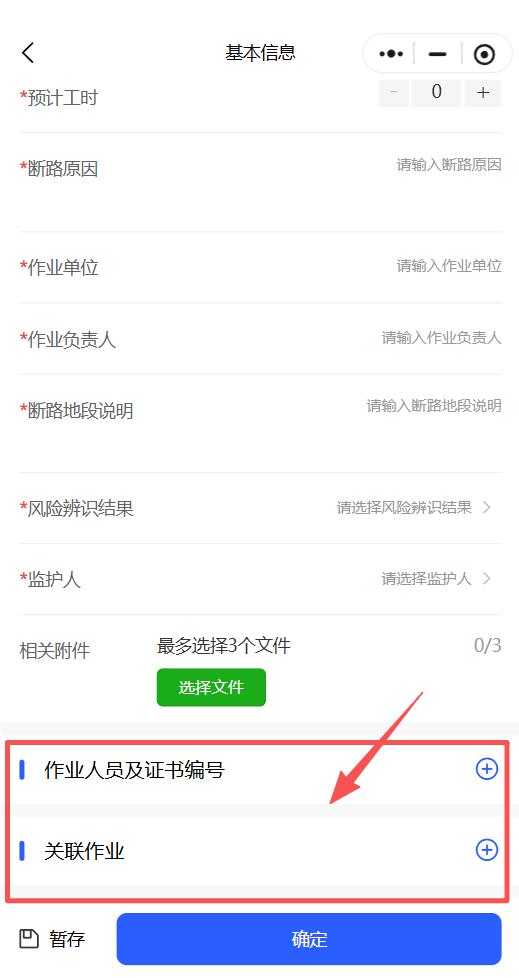 基本信息
*预计工时 － 0 ＋
*断路原因 请输入断路原因
*作业单位 请输入作业单位
*作业负责人 请输入作业负责人
*断路地段说明 请输入断路地段说明
*风险辨识结果 请选择风险辨识结果
*监护人 请选择监护人
相关附件 最多选择3个文件 0/3
选择文件
作业人员及证书编号
关联作业
暂存 确定